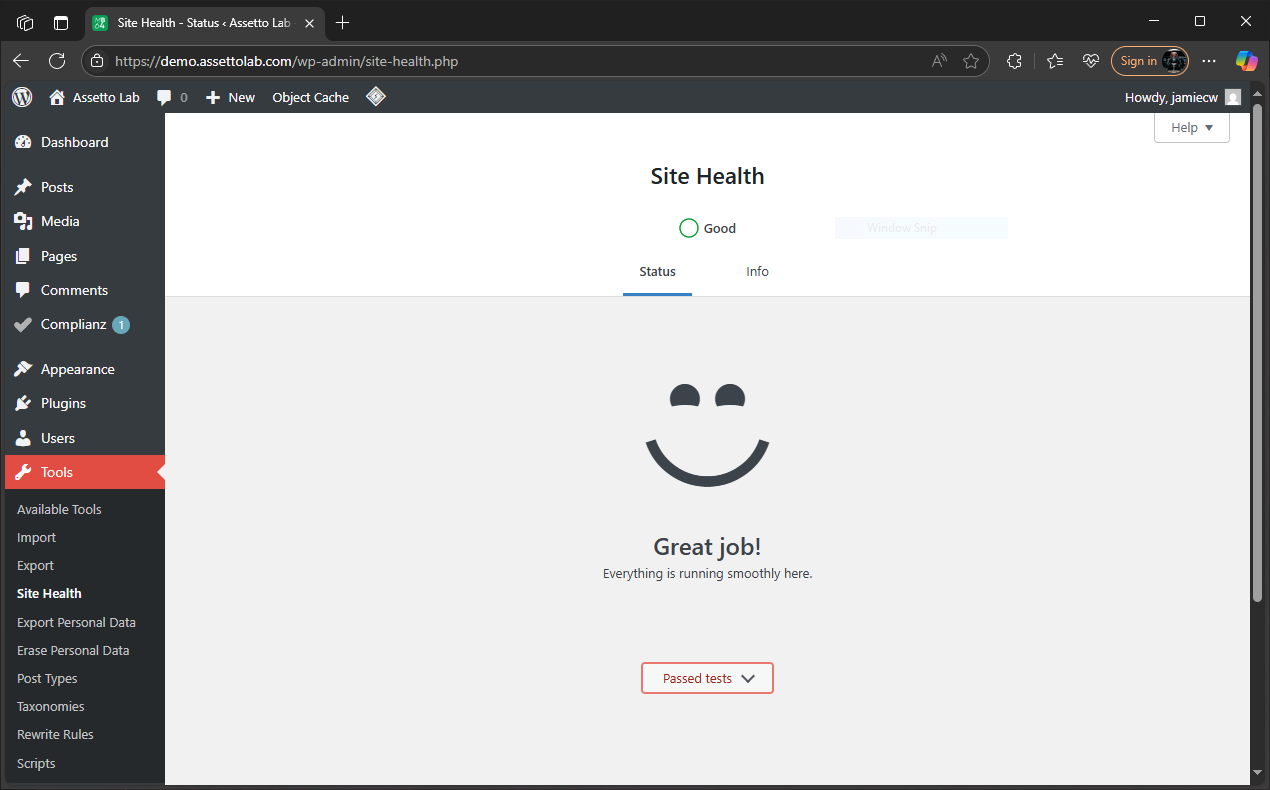 Site Health - Status ‹ Assetto Lab
https://demo.assettolab.com/wp-admin/site-health.php
Sign in
Assetto Lab
0
New
Object Cache
Howdy, jamiecw
Help
Dashboard
Posts
Media
Pages
Comments
Complianz 1
Appearance
Plugins
Users
Tools
Available Tools
Import
Export
Site Health
Export Personal Data
Erase Personal Data
Post Types
Taxonomies
Rewrite Rules
Scripts
Site Health
Good
Window Snip
Status
Info
Great job!
Everything is running smoothly here.
Passed tests